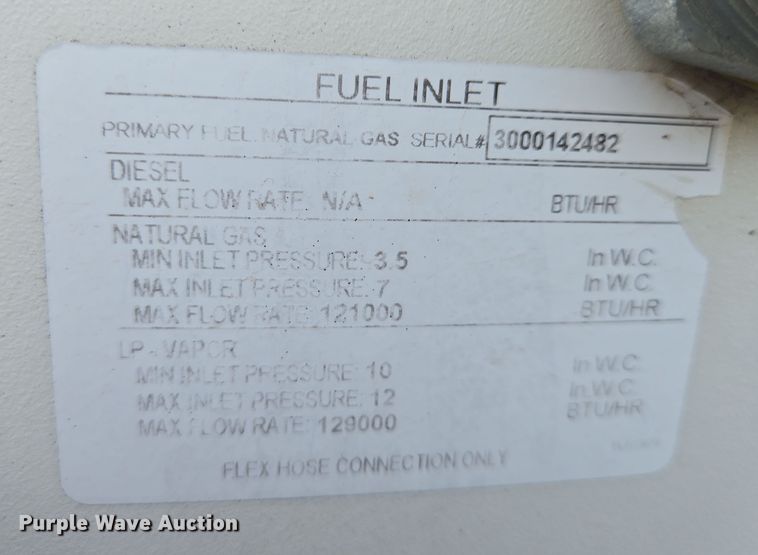 FUEL INLET
PRIMARY FUEL: NATURAL GAS SERIAL# 3000142482
DIESEL
MAX FLOW RATE: N/A BTU/HR
NATURAL GAS
MIN INLET PRESSURE: 3.5 In W.C.
MAX INLET PRESSURE: 7 In W.C.
MAX FLOW RATE: 121000 BTU/HR
LP - VAPOR
MIN INLET PRESSURE: 10 In W.C.
MAX INLET PRESSURE: 12 In W.C.
MAX FLOW RATE: 129000 BTU/HR
FLEX HOSE CONNECTION ONLY
Purple Wave Auction